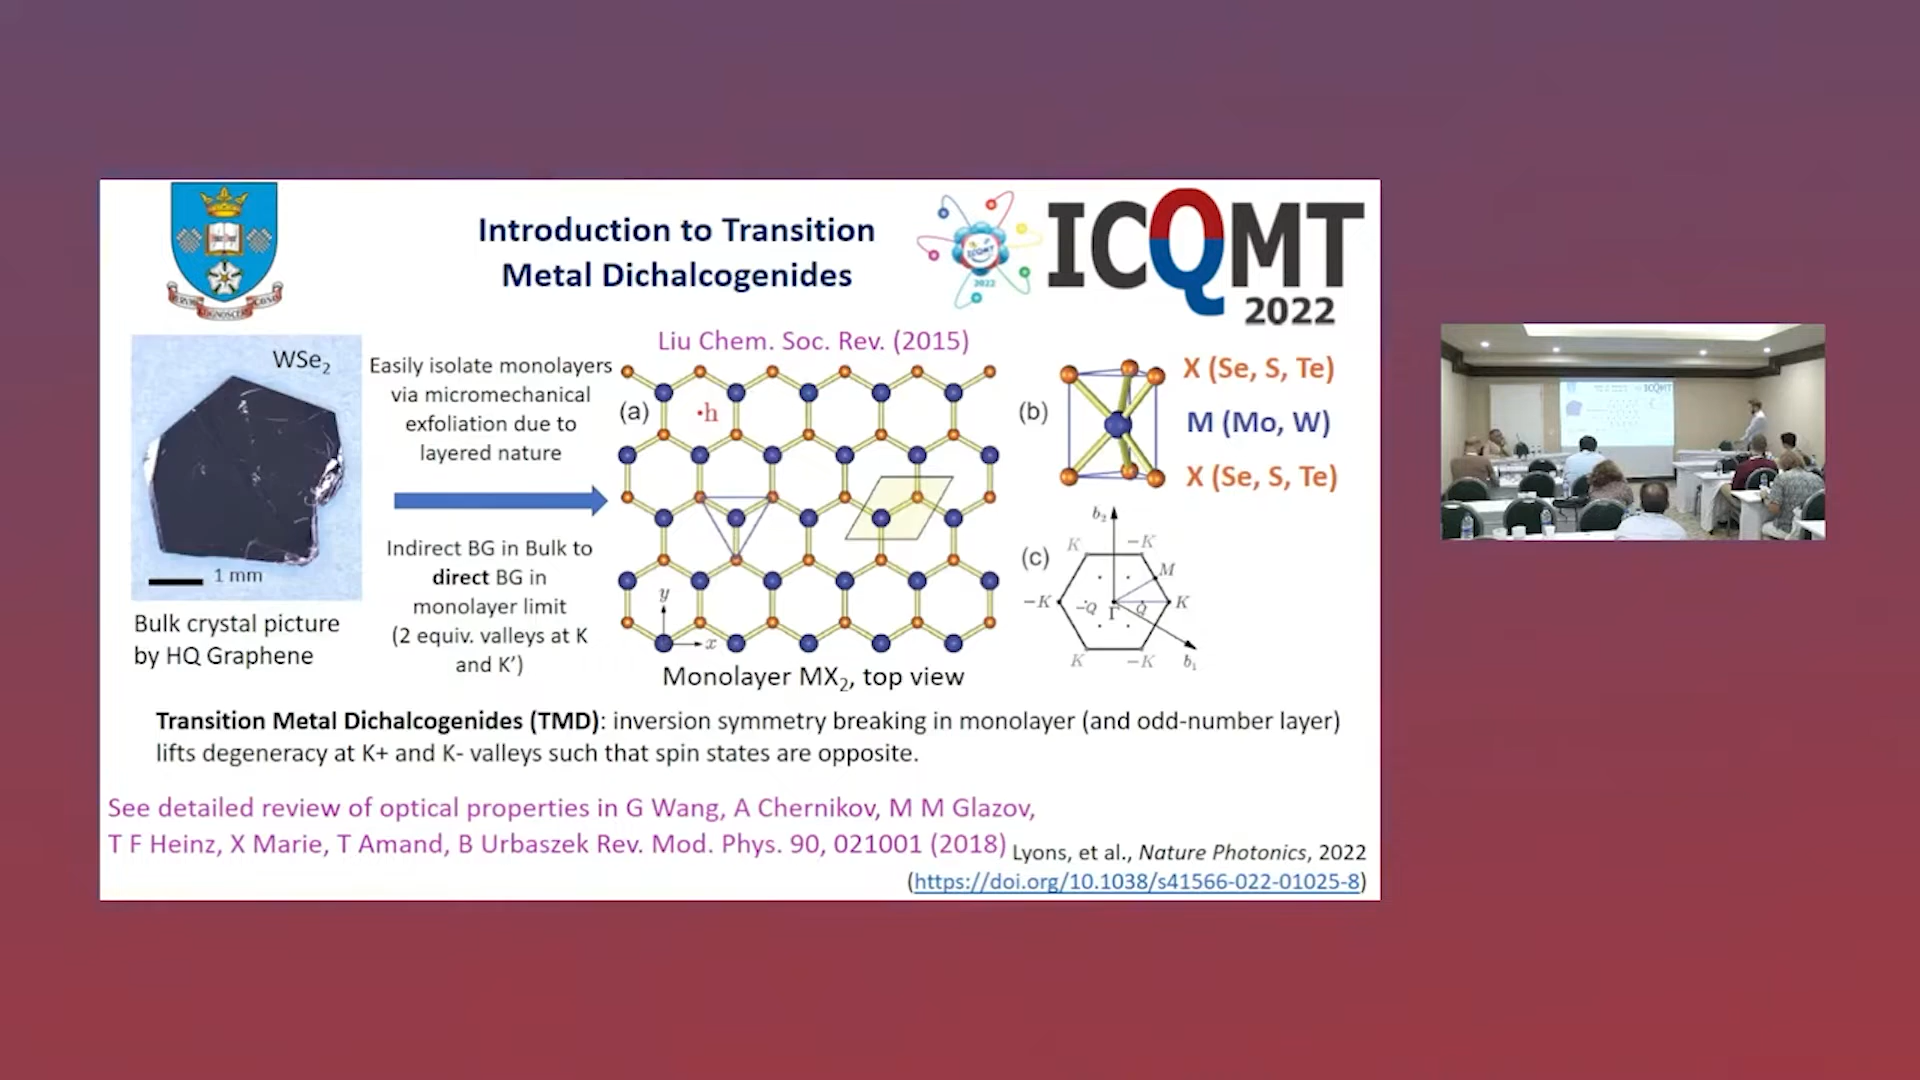 Introduction to Transition
Metal Dichalcogenides
ICQMT
2022
WSe₂
1 mm
Bulk crystal picture
by HQ Graphene
Easily isolate monolayers
via micromechanical
exfoliation due to
layered nature
Indirect BG in Bulk to
direct BG in
monolayer limit
(2 equiv. valleys at K
and K’)
Liu Chem. Soc. Rev. (2015)
(a)
·h
y
x
Monolayer MX₂, top view
(b)
X (Se, S, Te)
M (Mo, W)
X (Se, S, Te)
(c)
b₂
K
−K
M
−K
−Q
Γ
Q
K
K
−K
b₁
Transition Metal Dichalcogenides (TMD): inversion symmetry breaking in monolayer (and odd-number layer)
lifts degeneracy at K+ and K- valleys such that spin states are opposite.
See detailed review of optical properties in G Wang, A Chernikov, M M Glazov,
T F Heinz, X Marie, T Amand, B Urbaszek Rev. Mod. Phys. 90, 021001 (2018)
Lyons, et al., Nature Photonics, 2022
(https://doi.org/10.1038/s41566-022-01025-8)